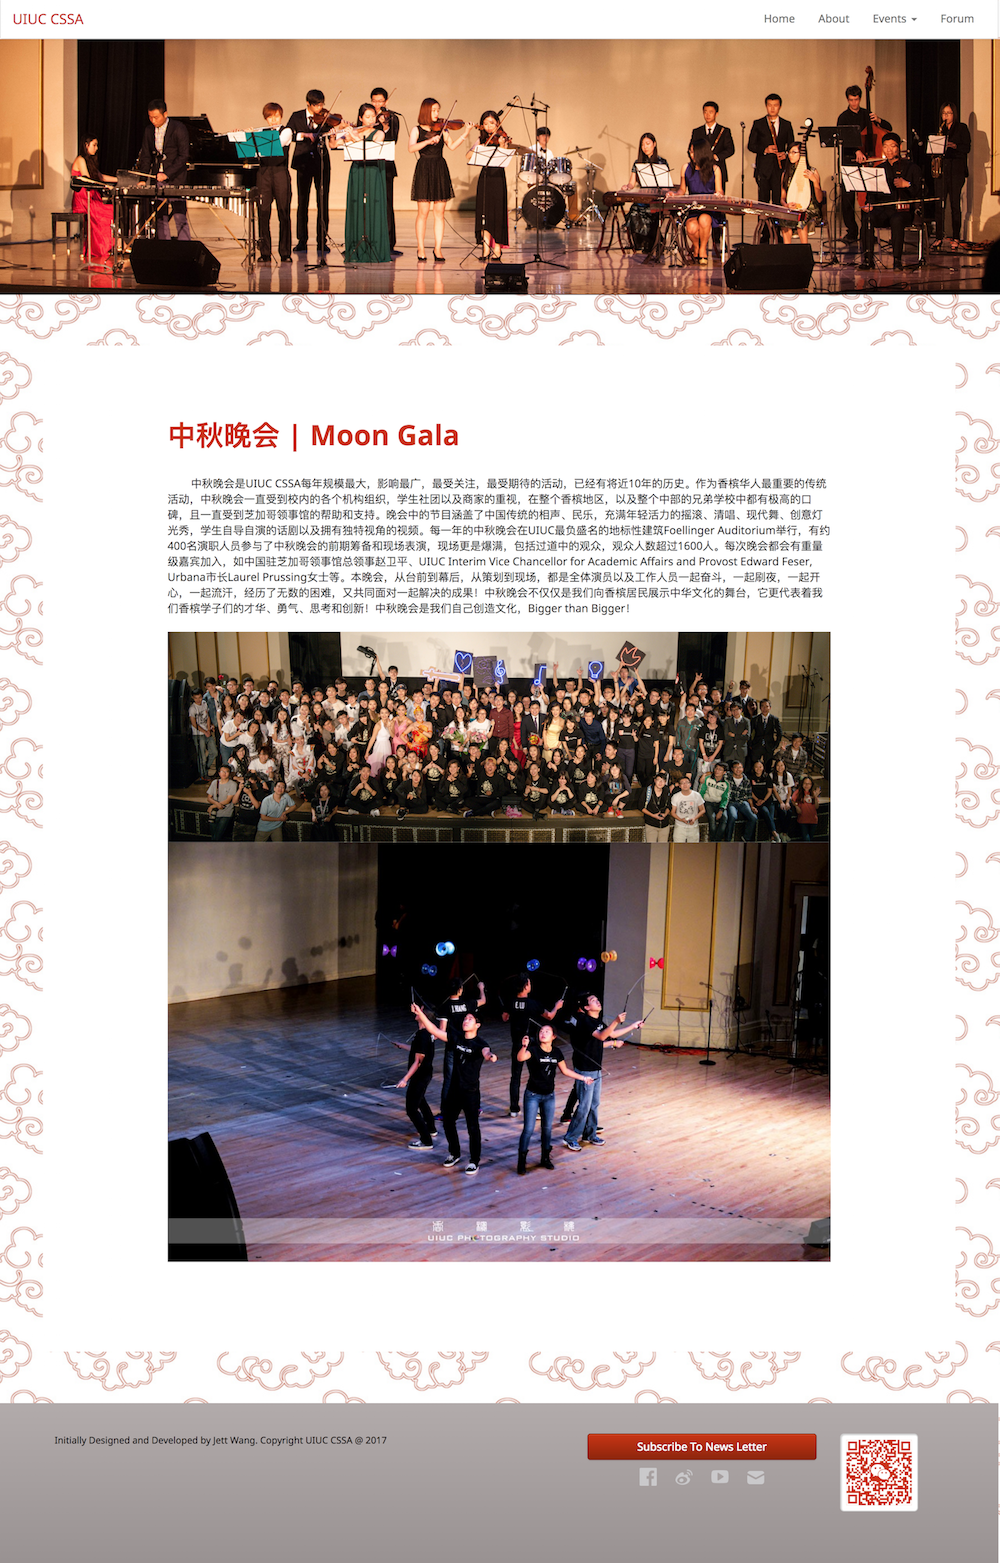 UIUC CSSA
Home
About
Events
Forum
中秋晚会 | Moon Gala
中秋晚会是UIUC CSSA每年规模最大，影响最广，最受关注，最受期待的活动，已经有将近10年的历史。作为香槟华人最重要的传统
活动，中秋晚会一直受到校内的各个机构组织，学生社团以及商家的重视，在整个香槟地区，以及整个中部的兄弟学校中都有极高的口
碑，且一直受到芝加哥领事馆的帮助和支持。晚会中的节目涵盖了中国传统的相声、民乐，充满年轻活力的摇滚、清唱、现代舞、创意灯
光秀，学生自导自演的话剧以及拥有独特视角的视频。每一年的中秋晚会在UIUC最负盛名的地标性建筑Foellinger Auditorium举行，有约
400名演职人员参与了中秋晚会的前期筹备和现场表演，现场更是爆满，包括过道中的观众，观众人数超过1600人。每次晚会都会有重量
级嘉宾加入，如中国驻芝加哥领事馆总领事赵卫平、UIUC Interim Vice Chancellor for Academic Affairs and Provost Edward Feser,
Urbana市长Laurel Prussing女士等。本晚会，从台前到幕后，从策划到现场，都是全体演员以及工作人员一起奋斗，一起刷夜，一起开
心，一起流汗，经历了无数的困难，又共同面对一起解决的成果！中秋晚会不仅仅是我们向香槟居民展示中华文化的舞台，它更代表着我
们香槟学子们的才华、勇气、思考和创新！中秋晚会是我们自己创造文化，Bigger than Bigger！
E. LU
UIUC PHOTOGRAPHY STUDIO
Initially Designed and Developed by Jett Wang. Copyright UIUC CSSA @ 2017
Subscribe To News Letter